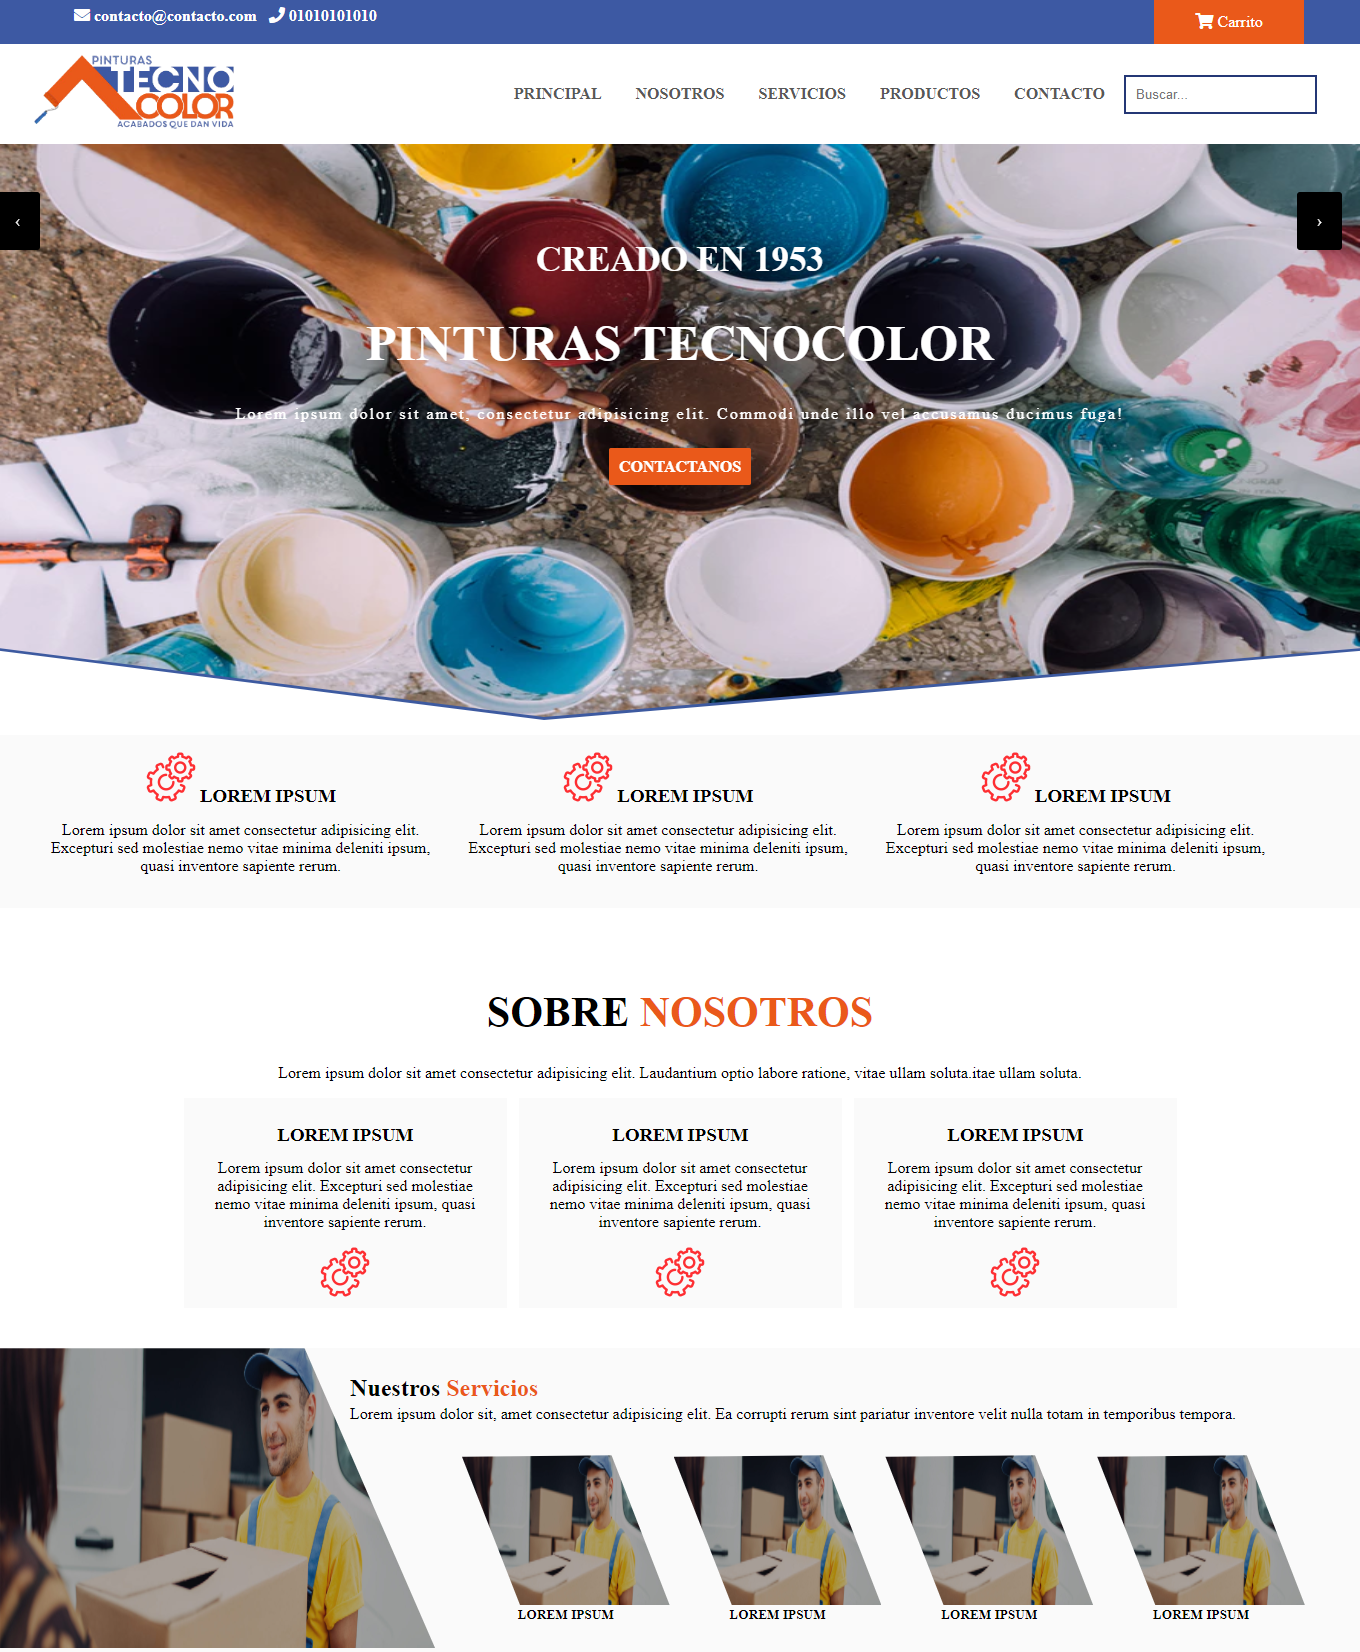 contacto@contacto.com 01010101010
Carrito
PINTURAS
TECNO
COLOR
ACABADOS QUE DAN VIDA
PRINCIPAL NOSOTROS SERVICIOS PRODUCTOS CONTACTO
Buscar...
‹ ›
CREADO EN 1953
PINTURAS TECNOCOLOR
Lorem ipsum dolor sit amet, consectetur adipisicing elit. Commodi unde illo vel accusamus ducimus fuga!
CONTACTANOS
LOREM IPSUM
Lorem ipsum dolor sit amet consectetur adipisicing elit.
Excepturi sed molestiae nemo vitae minima deleniti ipsum,
quasi inventore sapiente rerum.
LOREM IPSUM
Lorem ipsum dolor sit amet consectetur adipisicing elit.
Excepturi sed molestiae nemo vitae minima deleniti ipsum,
quasi inventore sapiente rerum.
LOREM IPSUM
Lorem ipsum dolor sit amet consectetur adipisicing elit.
Excepturi sed molestiae nemo vitae minima deleniti ipsum,
quasi inventore sapiente rerum.
SOBRE NOSOTROS
Lorem ipsum dolor sit amet consectetur adipisicing elit. Laudantium optio labore ratione, vitae ullam soluta.itae ullam soluta.
LOREM IPSUM
Lorem ipsum dolor sit amet consectetur
adipisicing elit. Excepturi sed molestiae
nemo vitae minima deleniti ipsum, quasi
inventore sapiente rerum.
LOREM IPSUM
Lorem ipsum dolor sit amet consectetur
adipisicing elit. Excepturi sed molestiae
nemo vitae minima deleniti ipsum, quasi
inventore sapiente rerum.
LOREM IPSUM
Lorem ipsum dolor sit amet consectetur
adipisicing elit. Excepturi sed molestiae
nemo vitae minima deleniti ipsum, quasi
inventore sapiente rerum.
Nuestros Servicios
Lorem ipsum dolor sit, amet consectetur adipisicing elit. Ea corrupti rerum sint pariatur inventore velit nulla totam in temporibus tempora.
LOREM IPSUM LOREM IPSUM LOREM IPSUM LOREM IPSUM